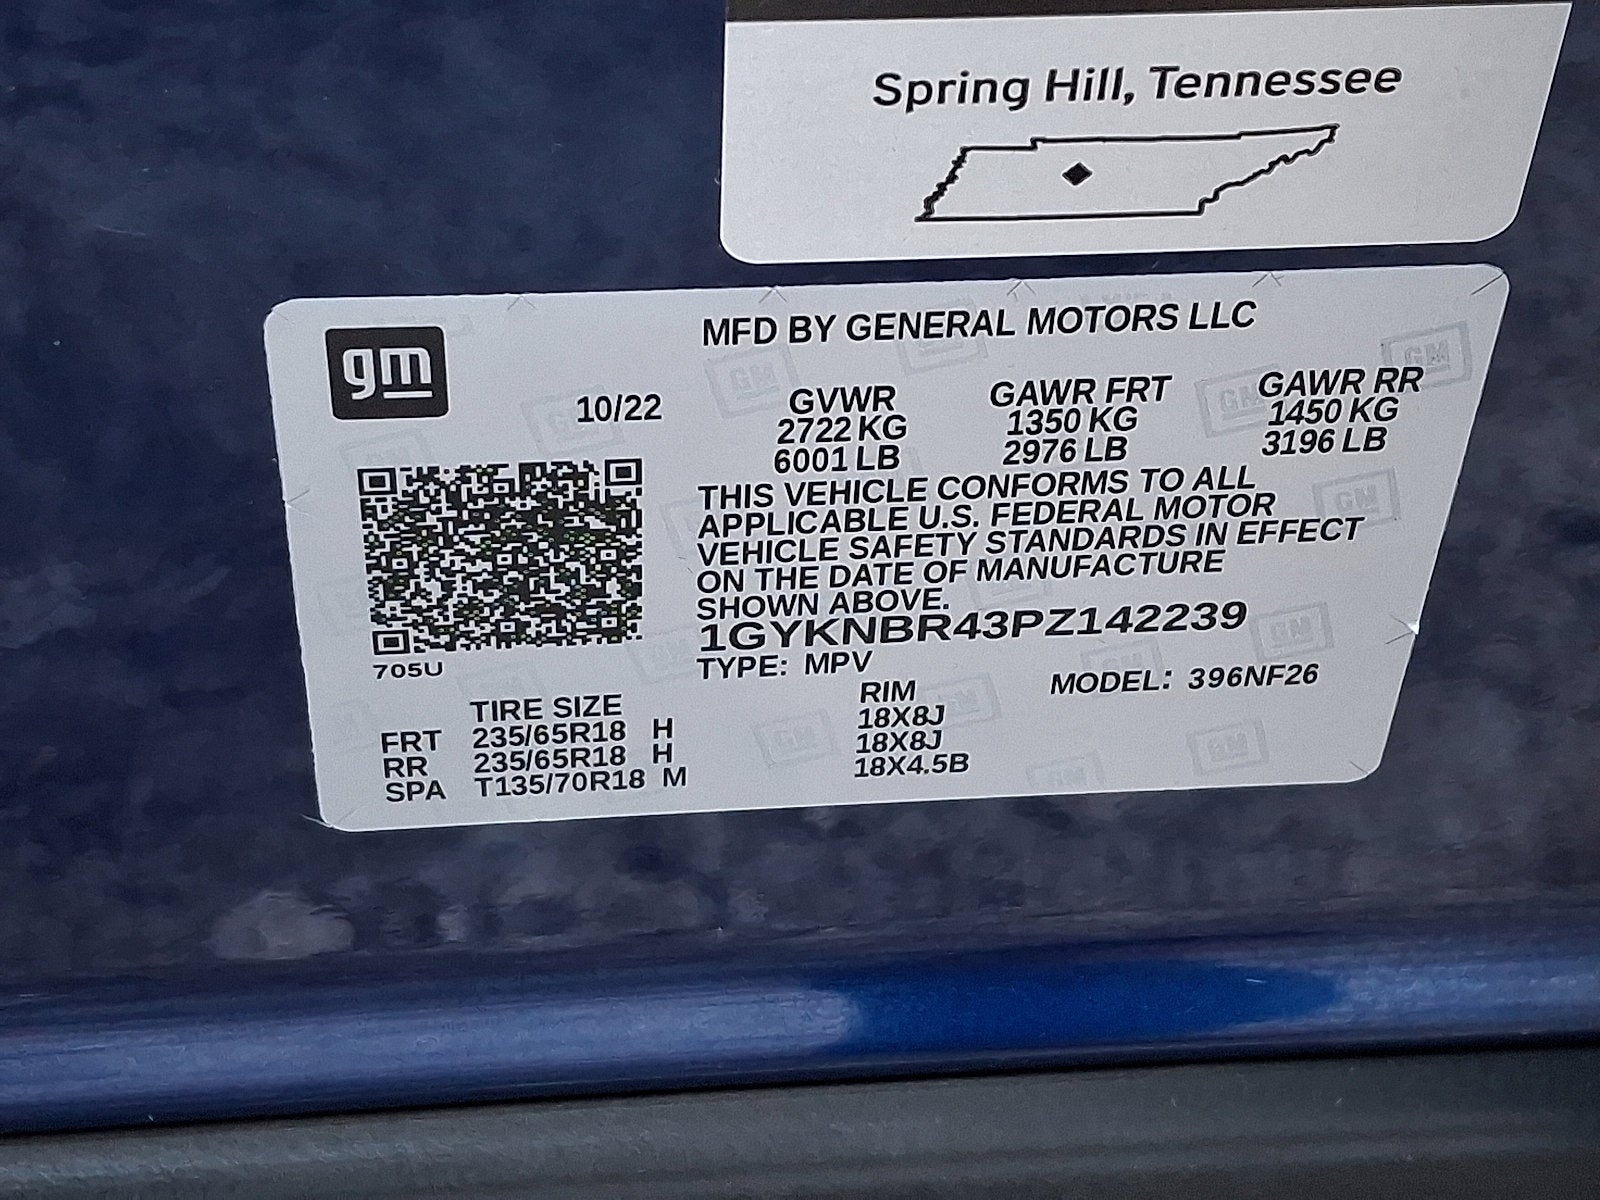 Spring Hill, Tennessee
gm
MFD BY GENERAL MOTORS LLC
10/22
GVWR GAWR FRT GAWR RR
2722 KG 1350 KG 1450 KG
6001 LB 2976 LB 3196 LB
THIS VEHICLE CONFORMS TO ALL
APPLICABLE U.S. FEDERAL MOTOR
VEHICLE SAFETY STANDARDS IN EFFECT
ON THE DATE OF MANUFACTURE
SHOWN ABOVE.
1GYKNBR43PZ142239
705U
TYPE: MPV MODEL: 396NF26
TIRE SIZE RIM
FRT 235/65R18 H 18X8J
RR 235/65R18 H 18X8J
SPA T135/70R18 M 18X4.5B